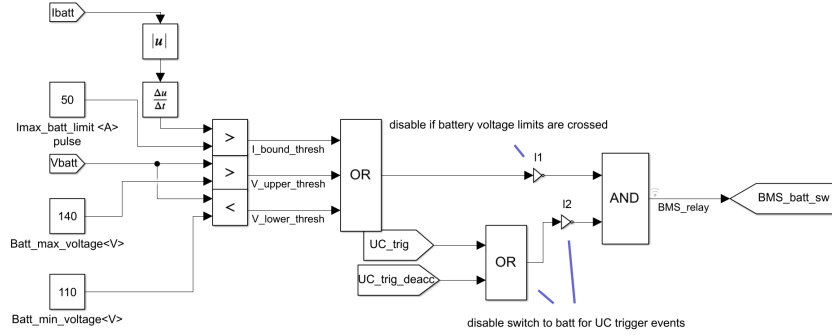 Ibatt
|u|
Δu
Δt
50
Imax_batt_limit <A>
pulse
Vbatt
140
Batt_max_voltage<V>
110
Batt_min_voltage<V>
>
>
<
I_bound_thresh
V_upper_thresh
V_lower_thresh
OR
disable if battery voltage limits are crossed
I1
I2
UC_trig
UC_trig_deacc
OR
AND
BMS_relay
BMS_batt_sw
disable switch to batt for UC trigger events